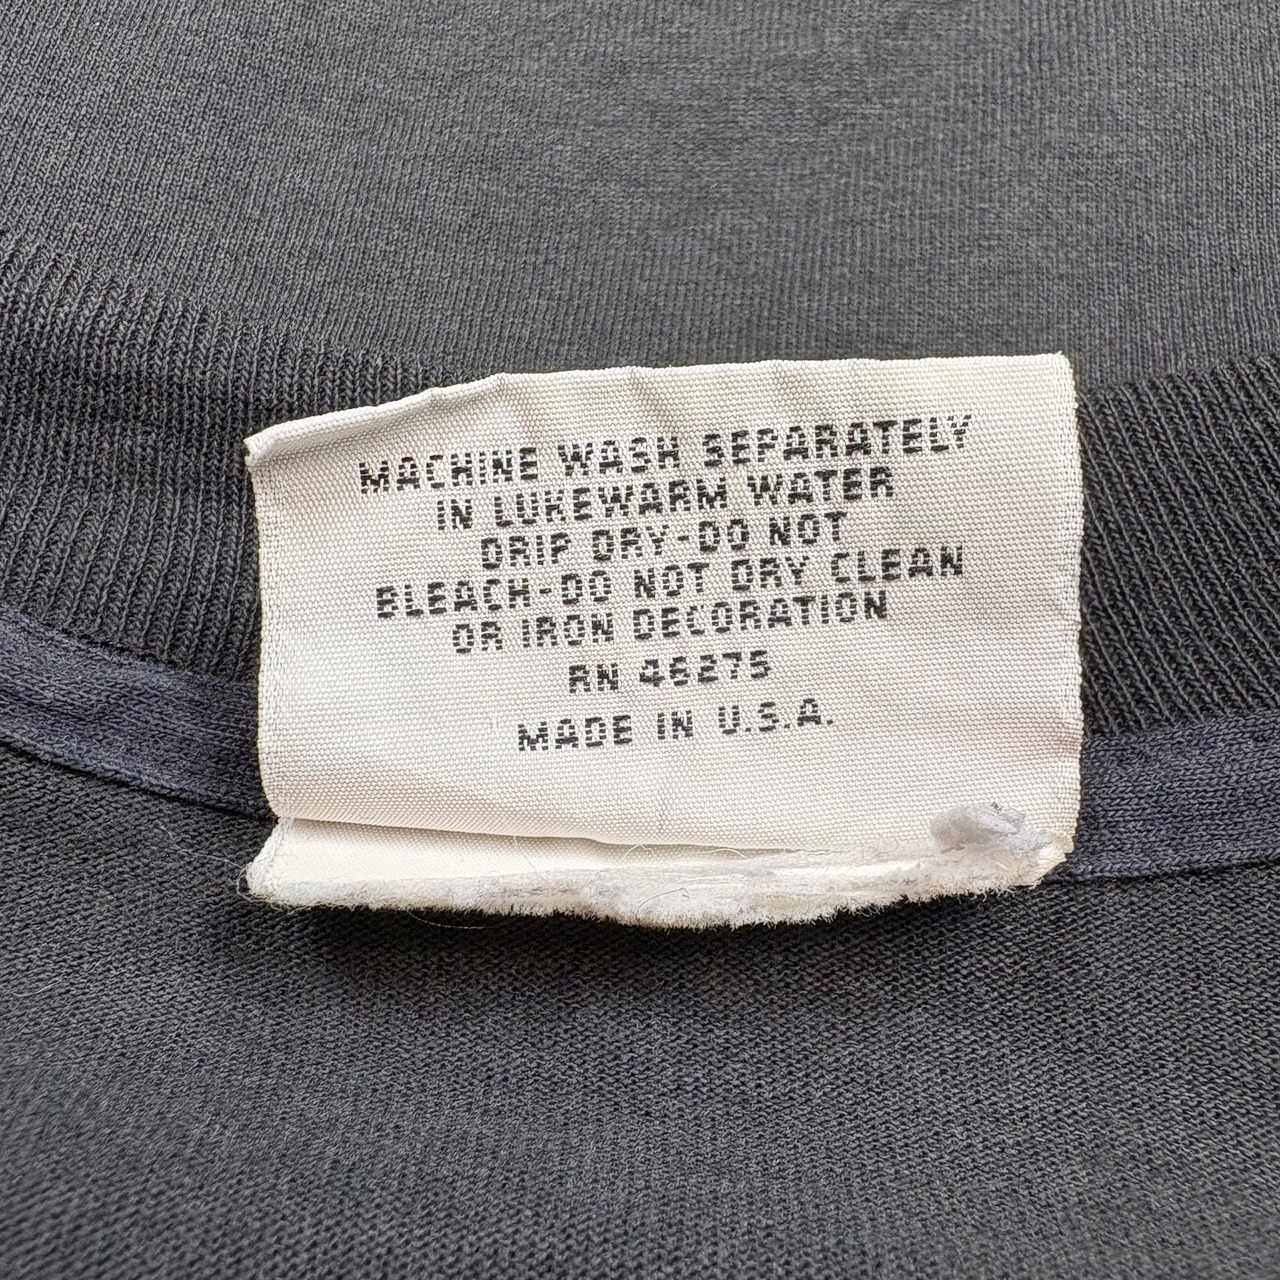 MACHINE WASH SEPARATELY
IN LUKEWARM WATER
DRIP DRY-DO NOT
BLEACH-DO NOT DRY CLEAN
OR IRON DECORATION
RN 46275
MADE IN U.S.A.